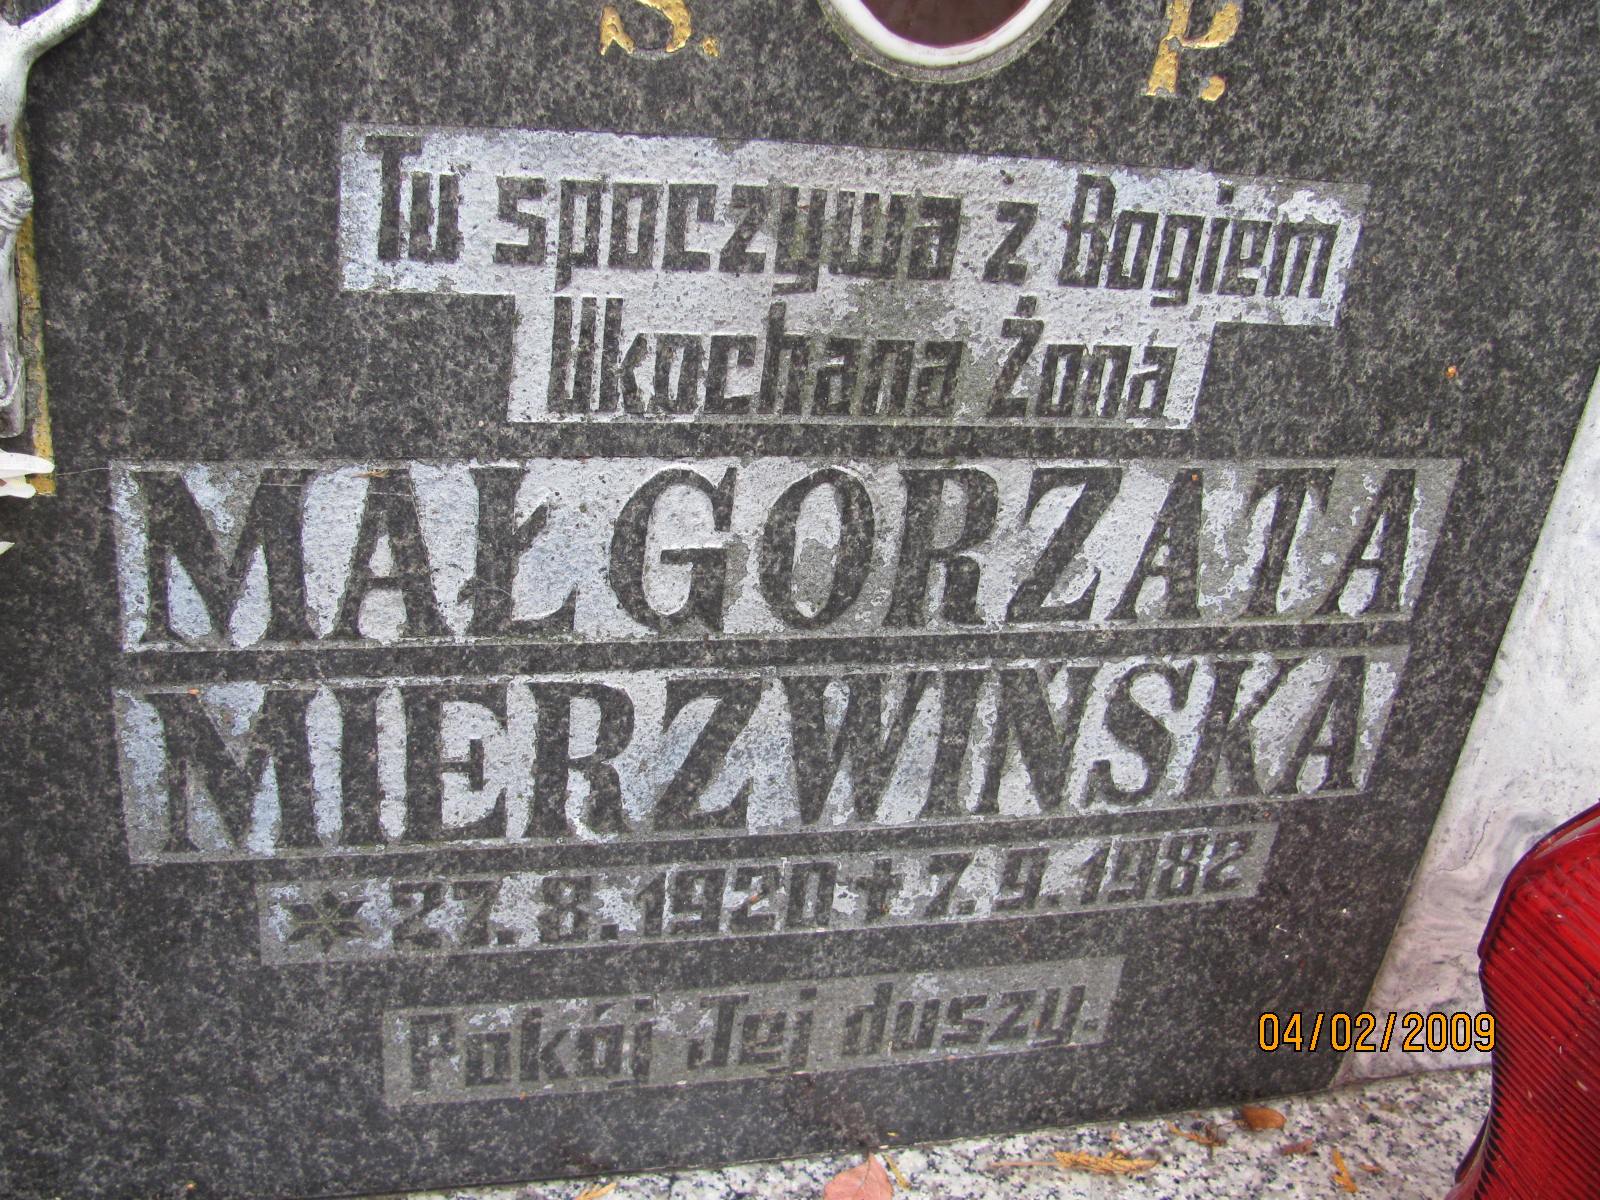 Ś. P.
Tu spoczywa z Bogiem
Ukochana Żona
MAŁGORZATA
MIERZWIŃSKA
* 27.8.1920 + 7.9.1982
Pokój Jej duszy.
04/02/2009